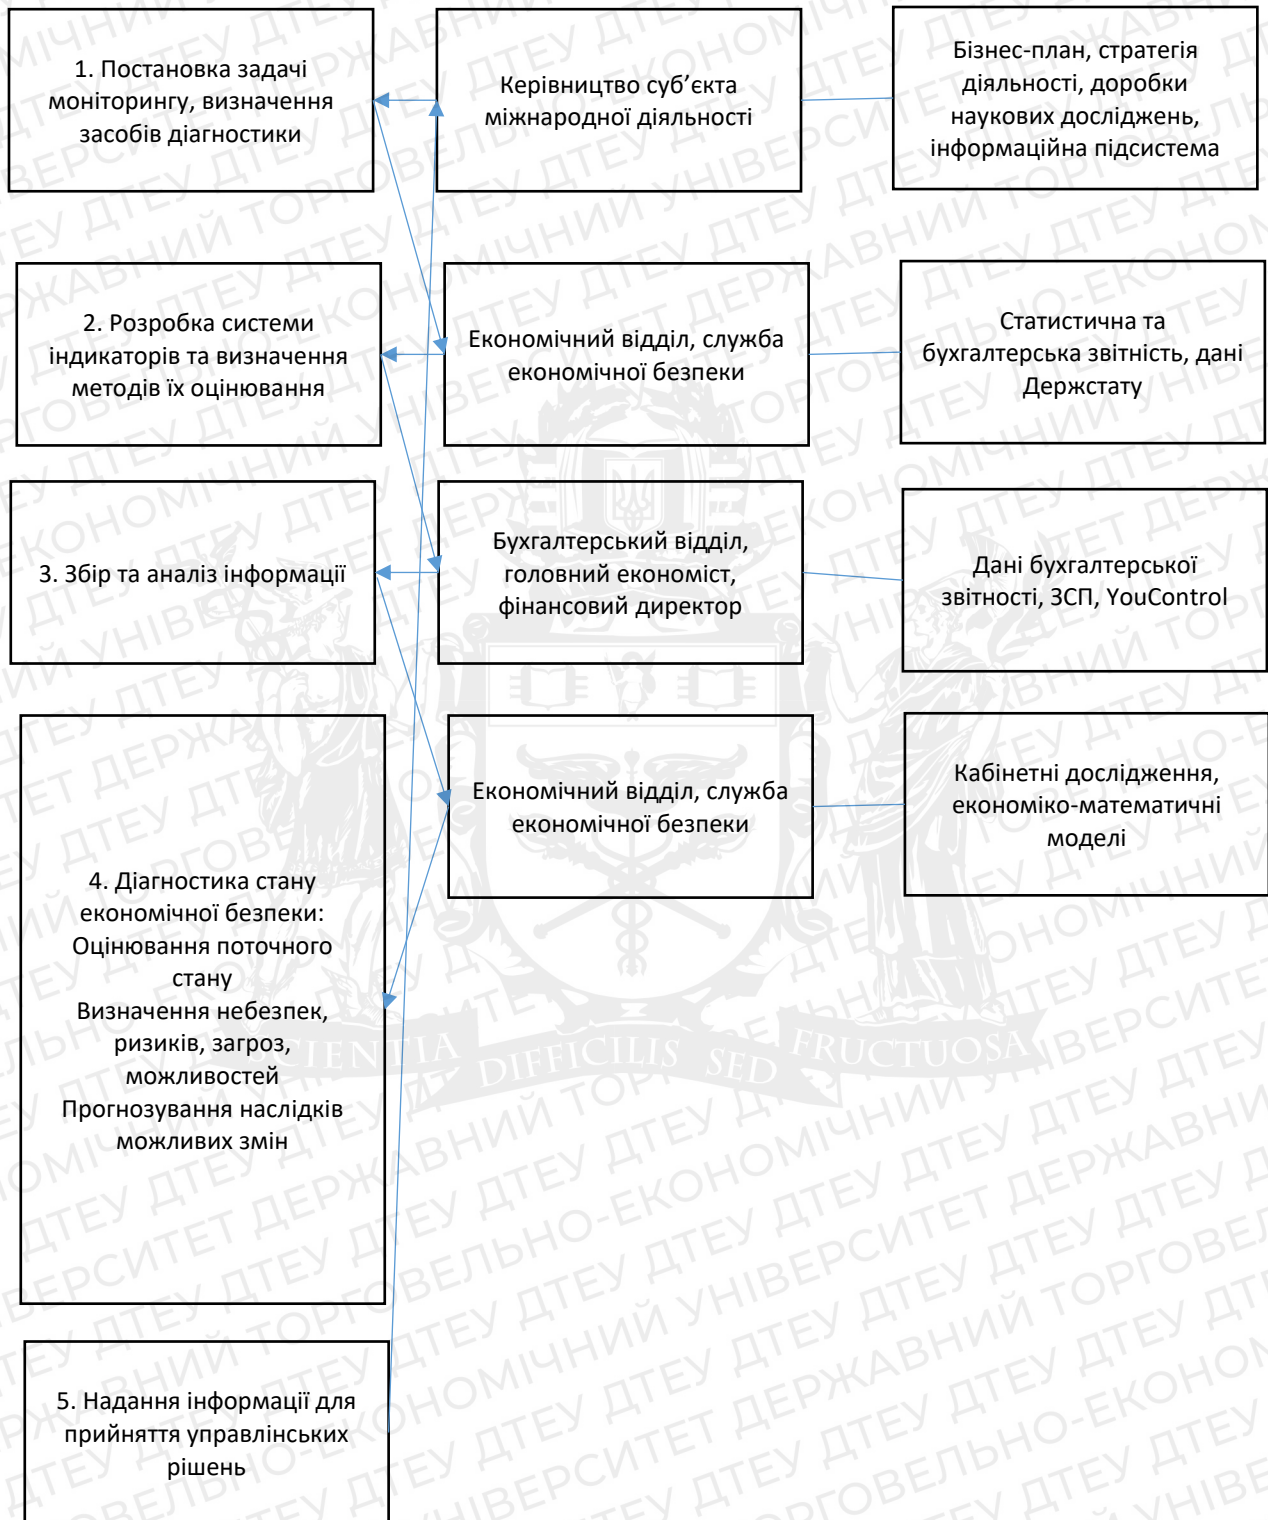 1. Постановка задачі
моніторингу, визначення
засобів діагностики
Керівництво суб’єкта
міжнародної діяльності
Бізнес-план, стратегія
діяльності, доробки
наукових досліджень,
інформаційна підсистема
2. Розробка системи
індикаторів та визначення
методів їх оцінювання
Економічний відділ, служба
економічної безпеки
Статистична та
бухгалтерська звітність, дані
Держстату
3. Збір та аналіз інформації
Бухгалтерський відділ,
головний економіст,
фінансовий директор
Дані бухгалтерської
звітності, ЗСП, YouControl
4. Діагностика стану
економічної безпеки:
Оцінювання поточного
стану
Визначення небезпек,
ризиків, загроз,
можливостей
Прогнозування наслідків
можливих змін
Економічний відділ, служба
економічної безпеки
Кабінетні дослідження,
економіко-математичні
моделі
5. Надання інформації для
прийняття управлінських
рішень
SCIENTIA DIFFICILIS SED FRUCTUOSA